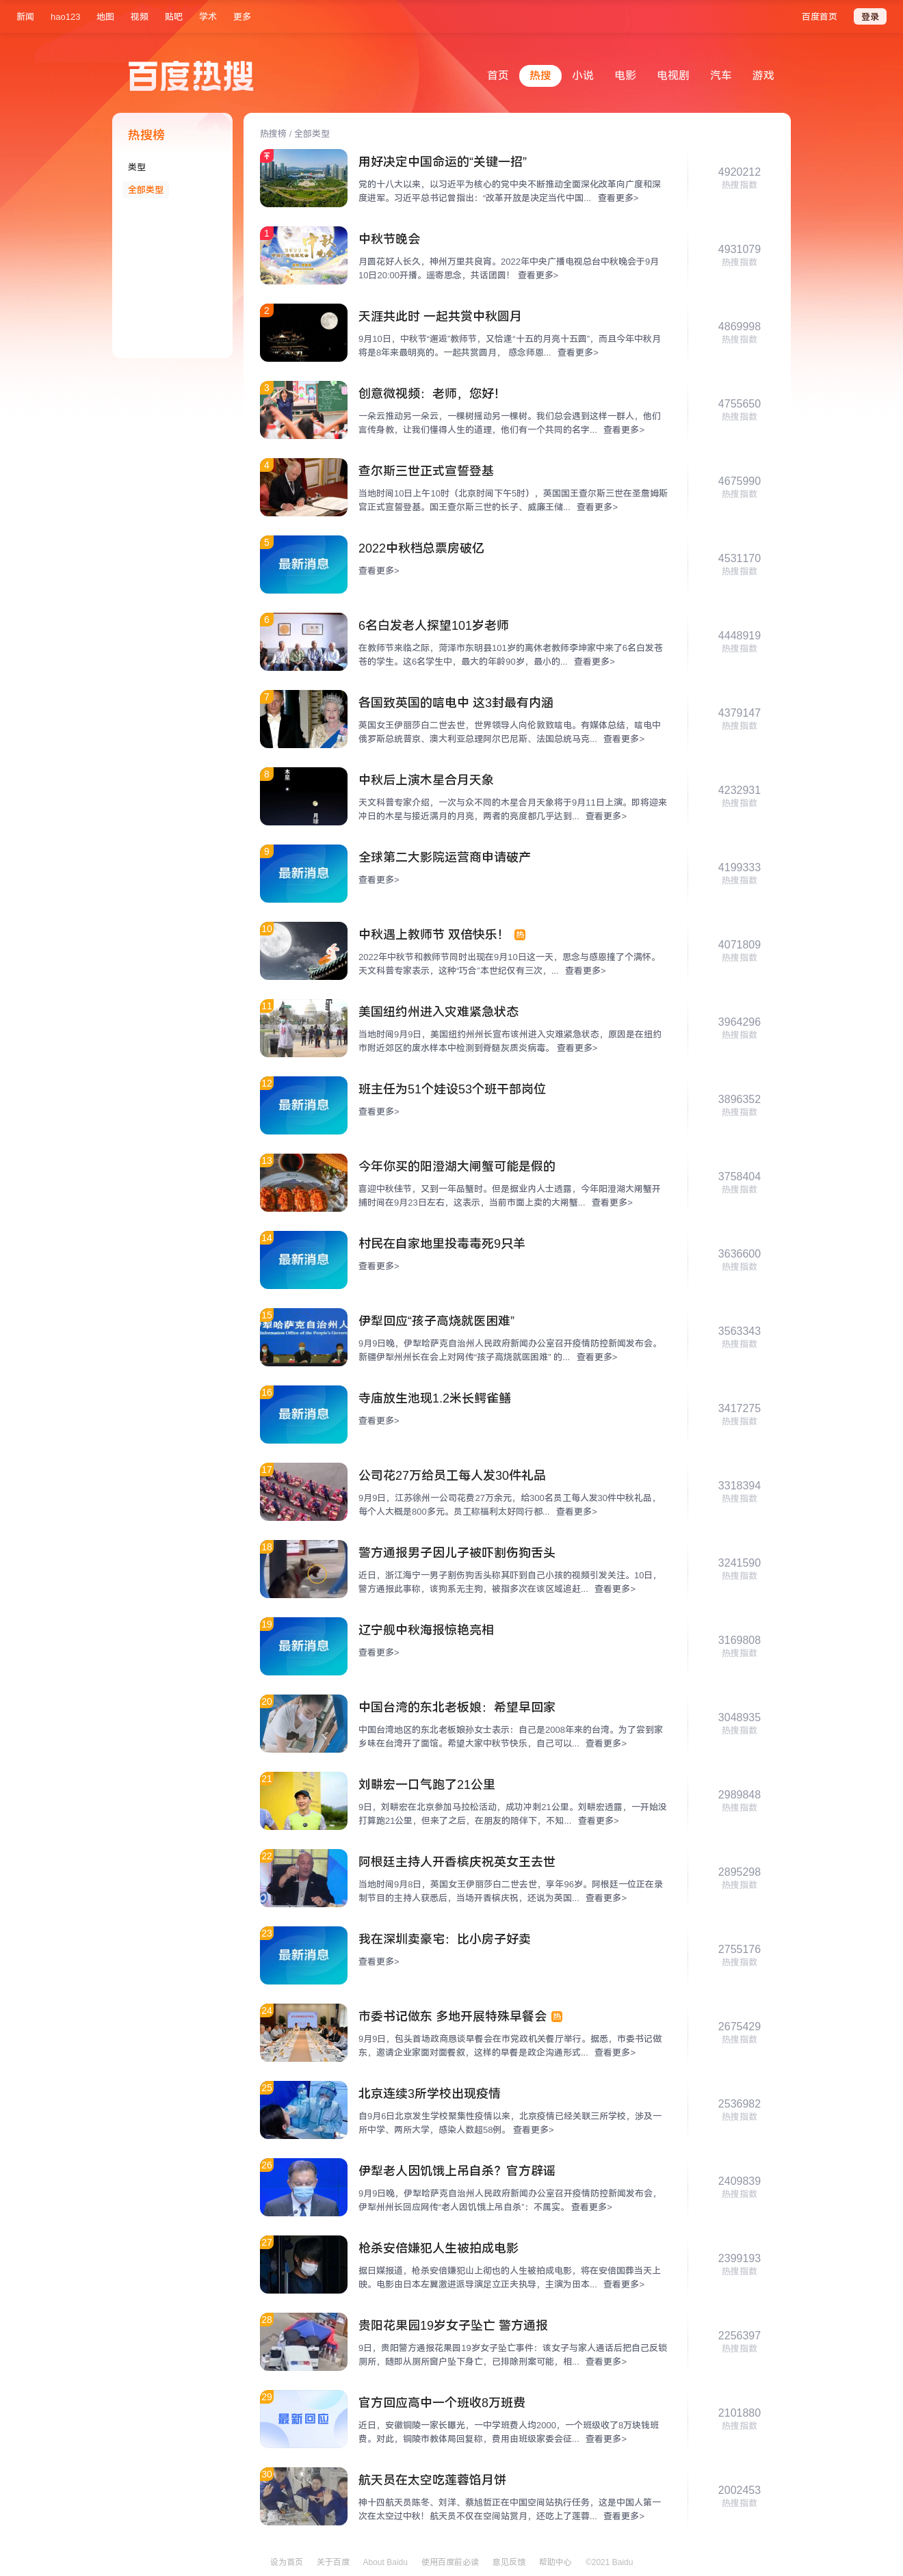 新闻 hao123 地图 视频 贴吧 学术 更多 百度首页 登录
百度热搜
首页 热搜 小说 电影 电视剧 汽车 游戏
热搜榜
类型
全部类型
热搜榜 / 全部类型
用好决定中国命运的“关键一招”
党的十八大以来，以习近平为核心的党中央不断推动全面深化改革向广度和深
度进军。习近平总书记曾指出：“改革开放是决定当代中国... 查看更多>
4920212
热搜指数
1
中秋节晚会
月圆花好人长久，神州万里共良宵。2022年中央广播电视总台中秋晚会于9月
10日20:00开播。遥寄思念，共话团圆！ 查看更多>
4931079
热搜指数
2
天涯共此时 一起共赏中秋圆月
9月10日，中秋节“邂逅”教师节，又恰逢“十五的月亮十五圆”，而且今年中秋月
将是8年来最明亮的。一起共赏圆月， 感念师恩... 查看更多>
4869998
热搜指数
3
创意微视频：老师，您好！
一朵云推动另一朵云，一棵树摇动另一棵树。我们总会遇到这样一群人，他们
言传身教，让我们懂得人生的道理，他们有一个共同的名字... 查看更多>
4755650
热搜指数
4
查尔斯三世正式宣誓登基
当地时间10日上午10时（北京时间下午5时），英国国王查尔斯三世在圣詹姆斯
宫正式宣誓登基。国王查尔斯三世的长子、威廉王储... 查看更多>
4675990
热搜指数
5
最新消息
2022中秋档总票房破亿
查看更多>
4531170
热搜指数
6
6名白发老人探望101岁老师
在教师节来临之际，菏泽市东明县101岁的离休老教师李坤家中来了6名白发苍
苍的学生。这6名学生中，最大的年龄90岁，最小的... 查看更多>
4448919
热搜指数
7
各国致英国的唁电中 这3封最有内涵
英国女王伊丽莎白二世去世，世界领导人向伦敦致唁电。有媒体总结，唁电中
俄罗斯总统普京、澳大利亚总理阿尔巴尼斯、法国总统马克... 查看更多>
4379147
热搜指数
8
木星
月球
中秋后上演木星合月天象
天文科普专家介绍，一次与众不同的木星合月天象将于9月11日上演。即将迎来
冲日的木星与接近满月的月亮，两者的亮度都几乎达到... 查看更多>
4232931
热搜指数
9
最新消息
全球第二大影院运营商申请破产
查看更多>
4199333
热搜指数
10
中秋遇上教师节 双倍快乐！ 热
2022年中秋节和教师节同时出现在9月10日这一天，思念与感恩撞了个满怀。
天文科普专家表示，这种“巧合”本世纪仅有三次，... 查看更多>
4071809
热搜指数
11
美国纽约州进入灾难紧急状态
当地时间9月9日，美国纽约州州长宣布该州进入灾难紧急状态，原因是在纽约
市附近郊区的废水样本中检测到脊髓灰质炎病毒。 查看更多>
3964296
热搜指数
12
最新消息
班主任为51个娃设53个班干部岗位
查看更多>
3896352
热搜指数
13
今年你买的阳澄湖大闸蟹可能是假的
喜迎中秋佳节，又到一年品蟹时。但是据业内人士透露，今年阳澄湖大闸蟹开
捕时间在9月23日左右，这表示，当前市面上卖的大闸蟹... 查看更多>
3758404
热搜指数
14
最新消息
村民在自家地里投毒毒死9只羊
查看更多>
3636600
热搜指数
15
伊犁回应“孩子高烧就医困难”
9月9日晚，伊犁哈萨克自治州人民政府新闻办公室召开疫情防控新闻发布会。
新疆伊犁州州长在会上对网传“孩子高烧就医困难” 的... 查看更多>
3563343
热搜指数
16
最新消息
寺庙放生池现1.2米长鳄雀鳝
查看更多>
3417275
热搜指数
17
公司花27万给员工每人发30件礼品
9月9日，江苏徐州一公司花费27万余元，给300名员工每人发30件中秋礼品，
每个人大概是800多元。员工称福利太好同行都... 查看更多>
3318394
热搜指数
18
警方通报男子因儿子被吓割伤狗舌头
近日，浙江海宁一男子割伤狗舌头称其吓到自己小孩的视频引发关注。10日，
警方通报此事称，该狗系无主狗，被指多次在该区域追赶... 查看更多>
3241590
热搜指数
19
最新消息
辽宁舰中秋海报惊艳亮相
查看更多>
3169808
热搜指数
20
中国台湾的东北老板娘：希望早回家
中国台湾地区的东北老板娘孙女士表示：自己是2008年来的台湾。为了尝到家
乡味在台湾开了面馆。希望大家中秋节快乐，自己可以... 查看更多>
3048935
热搜指数
21
刘畊宏一口气跑了21公里
9日，刘畊宏在北京参加马拉松活动，成功冲刺21公里。刘畊宏透露，一开始没
打算跑21公里，但来了之后，在朋友的陪伴下，不知... 查看更多>
2989848
热搜指数
22
阿根廷主持人开香槟庆祝英女王去世
当地时间9月8日，英国女王伊丽莎白二世去世，享年96岁。阿根廷一位正在录
制节目的主持人获悉后，当场开香槟庆祝，还说为英国... 查看更多>
2895298
热搜指数
23
最新消息
我在深圳卖豪宅：比小房子好卖
查看更多>
2755176
热搜指数
24
市委书记做东 多地开展特殊早餐会 热
9月9日，包头首场政商恳谈早餐会在市党政机关餐厅举行。据悉，市委书记做
东，邀请企业家面对面餐叙，这样的早餐是政企沟通形式... 查看更多>
2675429
热搜指数
25
北京连续3所学校出现疫情
自9月6日北京发生学校聚集性疫情以来，北京疫情已经关联三所学校，涉及一
所中学、两所大学，感染人数超58例。 查看更多>
2536982
热搜指数
26
伊犁老人因饥饿上吊自杀？官方辟谣
9月9日晚，伊犁哈萨克自治州人民政府新闻办公室召开疫情防控新闻发布会，
伊犁州州长回应网传“老人因饥饿上吊自杀”：不属实。 查看更多>
2409839
热搜指数
27
枪杀安倍嫌犯人生被拍成电影
据日媒报道，枪杀安倍嫌犯山上彻也的人生被拍成电影，将在安倍国葬当天上
映。电影由日本左翼激进派导演足立正夫执导，主演为田本... 查看更多>
2399193
热搜指数
28
贵阳花果园19岁女子坠亡 警方通报
9日，贵阳警方通报花果园19岁女子坠亡事件：该女子与家人通话后把自己反锁
厕所，随即从厕所窗户坠下身亡，已排除刑案可能，相... 查看更多>
2256397
热搜指数
29
最新回应
官方回应高中一个班收8万班费
近日，安徽铜陵一家长曝光，一中学班费人均2000，一个班级收了8万块钱班
费。对此，铜陵市教体局回复称，费用由班级家委会征... 查看更多>
2101880
热搜指数
30
航天员在太空吃莲蓉馅月饼
神十四航天员陈冬、刘洋、蔡旭哲正在中国空间站执行任务，这是中国人第一
次在太空过中秋！航天员不仅在空间站赏月，还吃上了莲蓉... 查看更多>
2002453
热搜指数
设为首页 关于百度 About Baidu 使用百度前必读 意见反馈 帮助中心 ©2021 Baidu